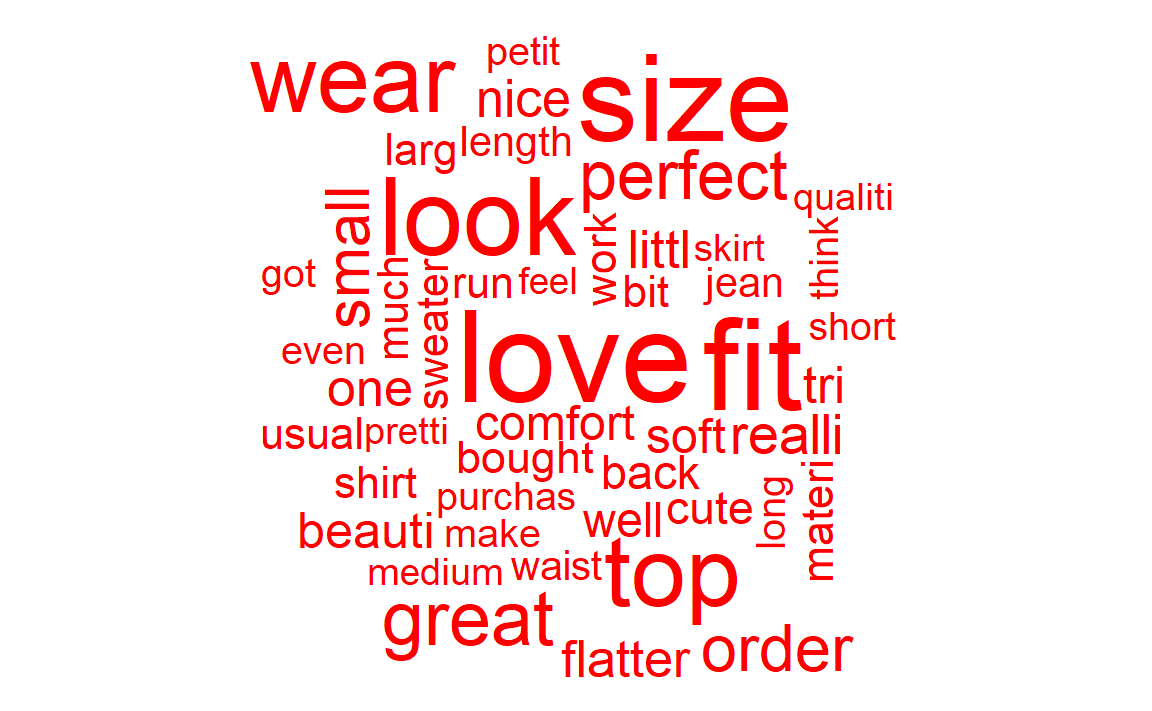 petit
wear
size
nice
larg
length
perfect
qualiti
small
look
work
littl
skirt
think
got
much
sweater
run
feel
bit
jean
short
even
love
fit
one
tri
usual
pretti
comfort
soft
realli
bought
back
shirt
purchas
long
materi
beauti
make
well
cute
medium
waist
top
great
flatter
order